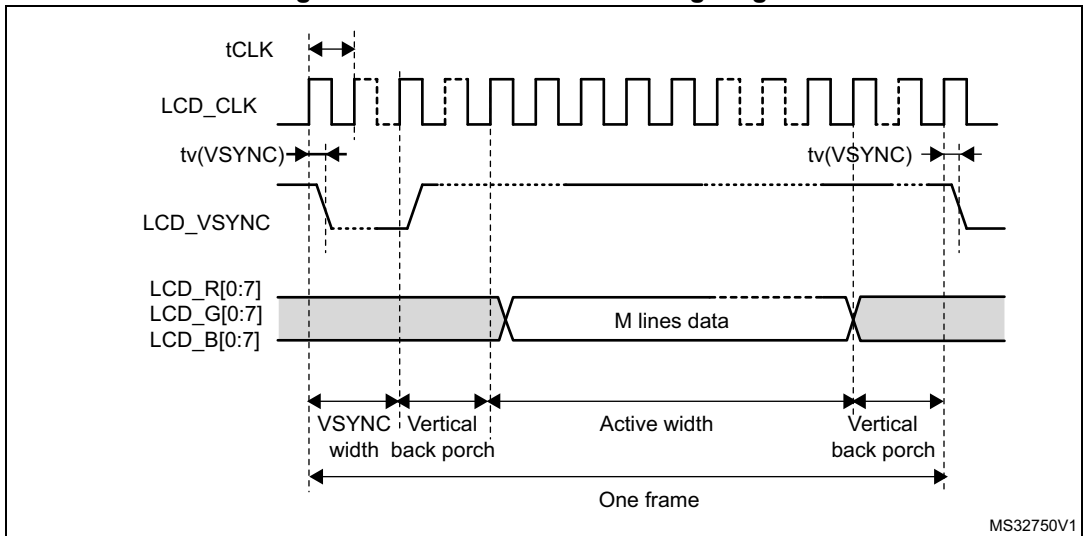 tCLK
LCD_CLK
tv(VSYNC)
tv(VSYNC)
LCD_VSYNC
LCD_R[0:7]
LCD_G[0:7]
LCD_B[0:7]
M lines data
VSYNC width
Vertical back porch
Active width
Vertical back porch
One frame
MS32750V1